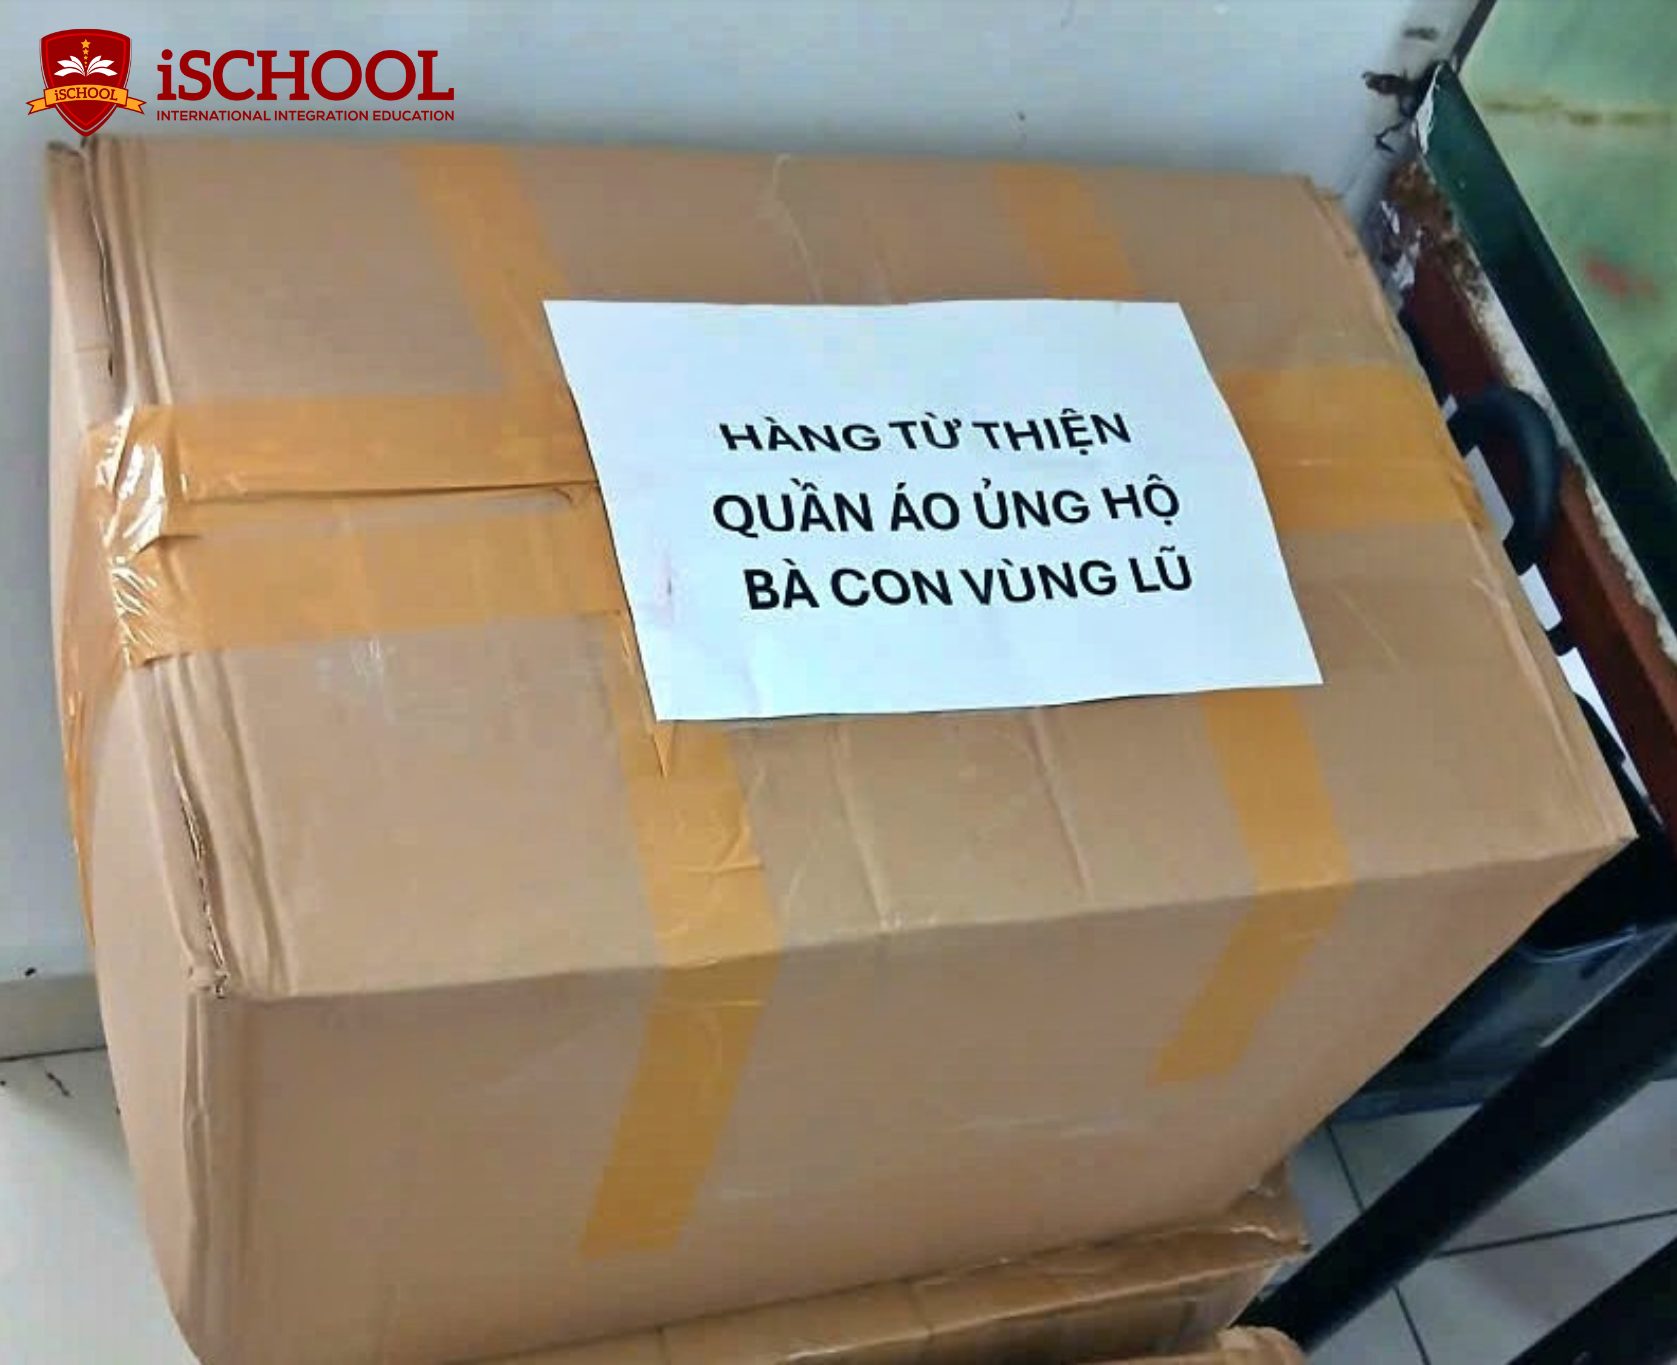 iSCHOOL
iSCHOOL
INTERNATIONAL INTEGRATION EDUCATION
HÀNG TỪ THIỆN
QUẦN ÁO ỦNG HỘ
BÀ CON VÙNG LŨ